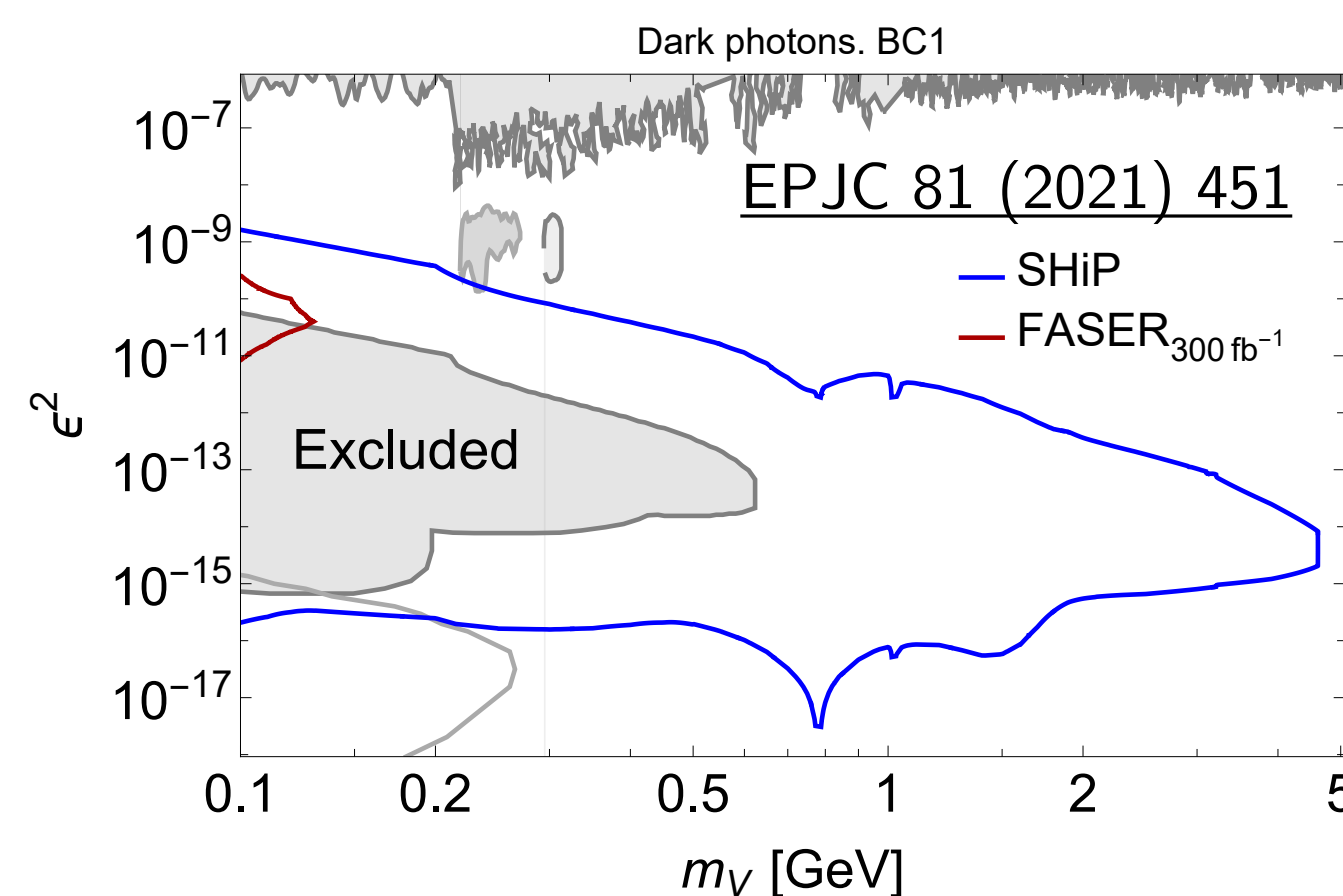 Dark photons. BC1
10⁻⁷
10⁻⁹
10⁻¹¹
10⁻¹³
10⁻¹⁵
10⁻¹⁷
ϵ²
EPJC 81 (2021) 451
SHiP
FASER₃₀₀ fb⁻¹
Excluded
0.1 0.2 0.5 1 2 5
m_V [GeV]